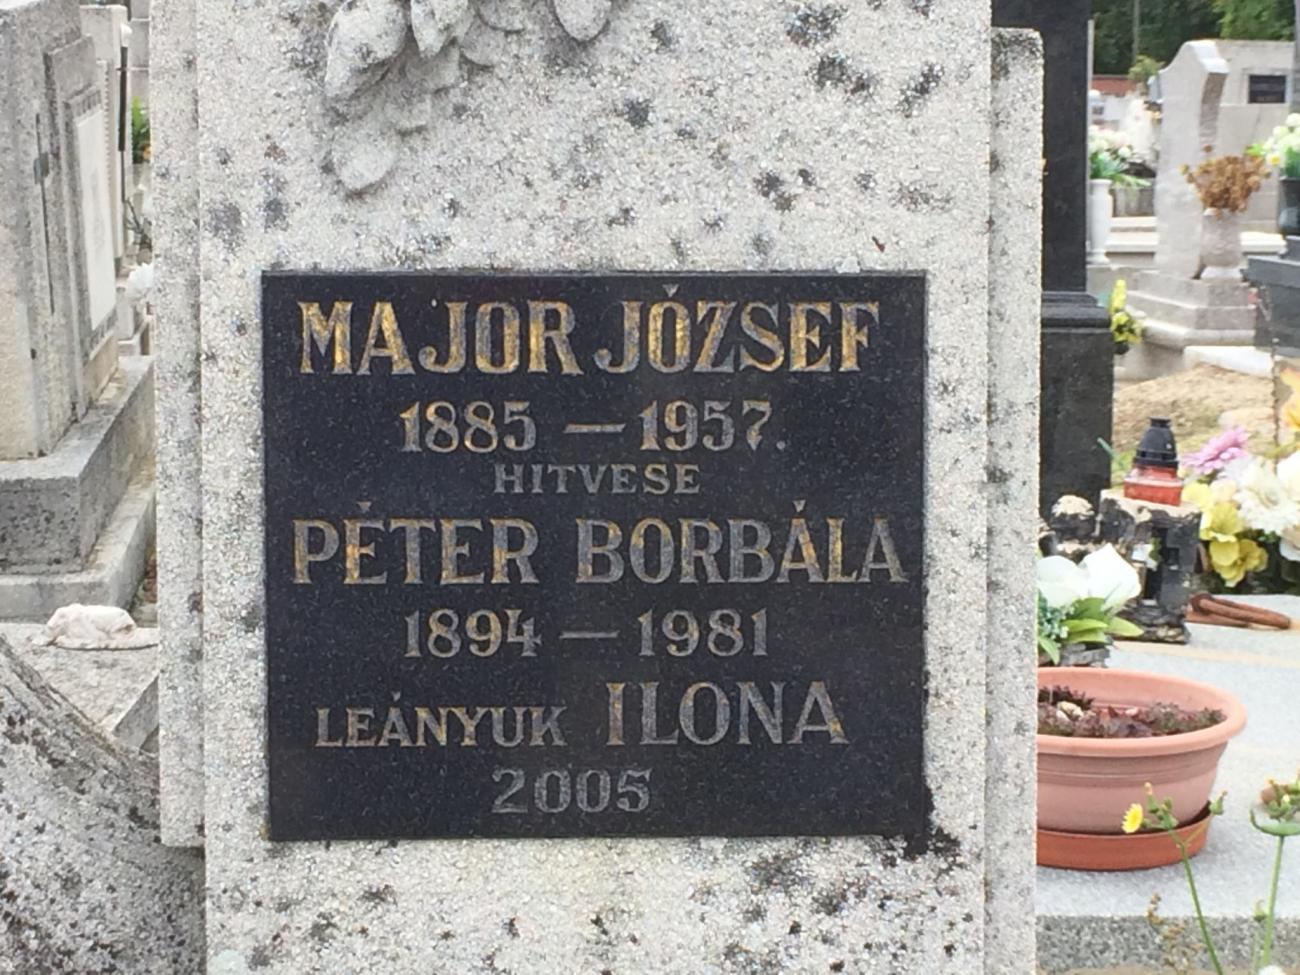 MAJOR JÓZSEF
1885 — 1957.
HITVESE
PÉTER BORBÁLA
1894 — 1981
LEÁNYUK ILONA
2005